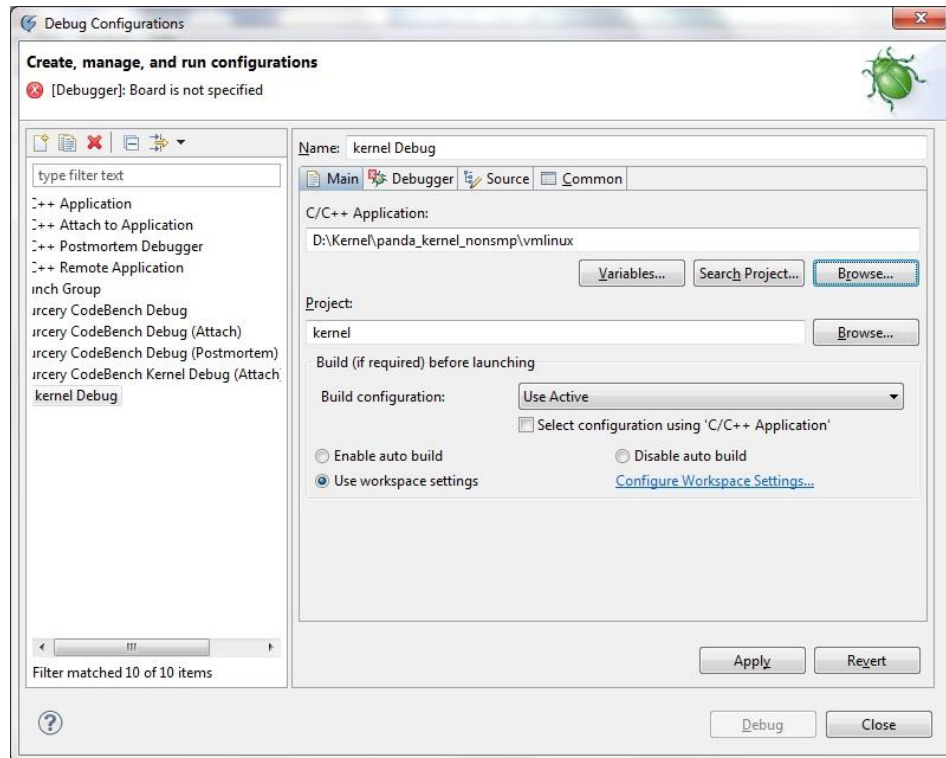 Debug Configurations
Create, manage, and run configurations
[Debugger]: Board is not specified
type filter text
C++ Application
C++ Attach to Application
C++ Postmortem Debugger
C++ Remote Application
unch Group
urcery CodeBench Debug
urcery CodeBench Debug (Attach)
urcery CodeBench Debug (Postmortem)
urcery CodeBench Kernel Debug (Attach
kernel Debug
Filter matched 10 of 10 items
Name: kernel Debug
Main Debugger Source Common
C/C++ Application:
D:\Kernel\panda_kernel_nonsmp\vmlinux
Variables... Search Project... Browse...
Project:
kernel Browse...
Build (if required) before launching
Build configuration: Use Active
Select configuration using 'C/C++ Application'
Enable auto build Disable auto build
Use workspace settings Configure Workspace Settings...
Apply Revert
? Debug Close